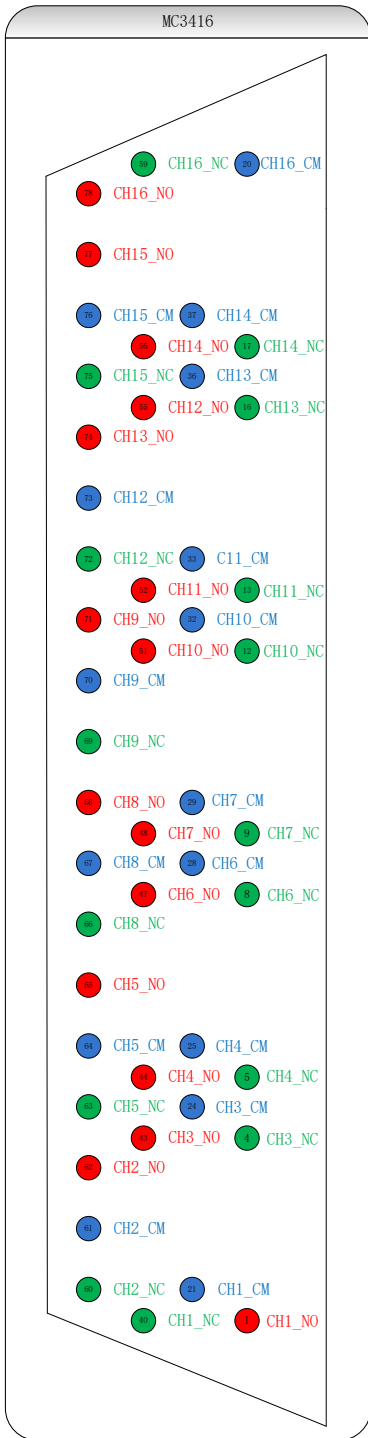 MC3416
59 CH16_NC 20 CH16_CM
78 CH16_NO
77 CH15_NO
76 CH15_CM 37 CH14_CM
56 CH14_NO 17 CH14_NC
75 CH15_NC 36 CH13_CM
55 CH12_NO 16 CH13_NC
74 CH13_NO
73 CH12_CM
72 CH12_NC 33 C11_CM
52 CH11_NO 13 CH11_NC
71 CH9_NO 32 CH10_CM
51 CH10_NO 12 CH10_NC
70 CH9_CM
69 CH9_NC
68 CH8_NO 29 CH7_CM
48 CH7_NO 9 CH7_NC
67 CH8_CM 28 CH6_CM
47 CH6_NO 8 CH6_NC
66 CH8_NC
65 CH5_NO
64 CH5_CM 25 CH4_CM
44 CH4_NO 5 CH4_NC
63 CH5_NC 24 CH3_CM
43 CH3_NO 4 CH3_NC
62 CH2_NO
61 CH2_CM
60 CH2_NC 21 CH1_CM
40 CH1_NC 1 CH1_NO